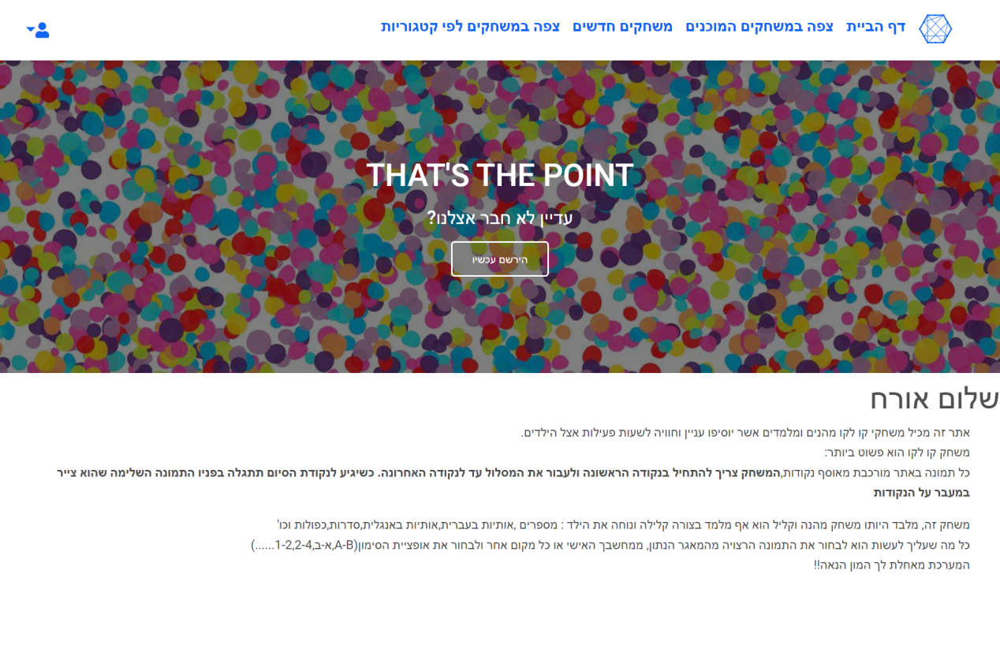 דף הביית
צפה במשחקים המוכנים
משחקים חדשים
צפה במשחקים לפי קטגוריות
THAT'S THE POINT
עדיין לא חבר אצלנו?
הירשם עכשיו
שלום אורח
אתר זה מכיל משחקי קו לקו מהנים ומלמדים אשר יוסיפו עניין וחוויה לשעות פעילות אצל הילדים.
משחק קו לקו הוא פשוט ביותר:
כל תמונה באתר מורכבת מאוסף נקודות,המשחק צריך להתחיל בנקודה הראשונה ולעבור את המסלול עד לנקודה האחרונה. כשיגיע לנקודת הסיום תתגלה בפניו התמונה השלימה שהוא צייר
במעבר על הנקודות
משחק זה, מלבד היותו משחק מהנה וקליל הוא אף מלמד בצורה קלילה ונוחה את הילד : מספרים ,אותיות בעברית,אותיות באנגלית,סדרות,כפולות וכו'
כל מה שעליך לעשות הוא לבחור את התמונה הרצויה מהמאגר הנתון, ממחשבך האישי או כל מקום אחר ולבחור את אופציית הסימון(A-B,א-ב,1-2,2-4......)
המערכת מאחלת לך המון הנאה!!